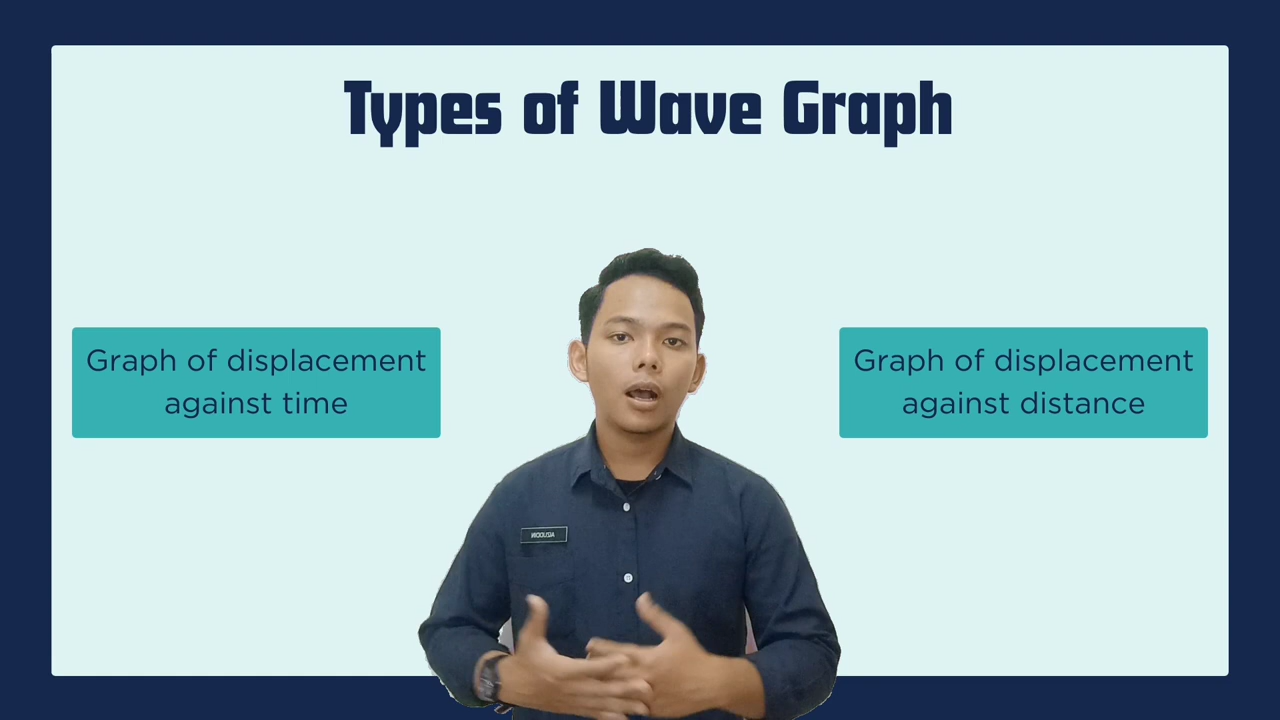 Types of Wave Graph
Graph of displacement
against time
Graph of displacement
against distance